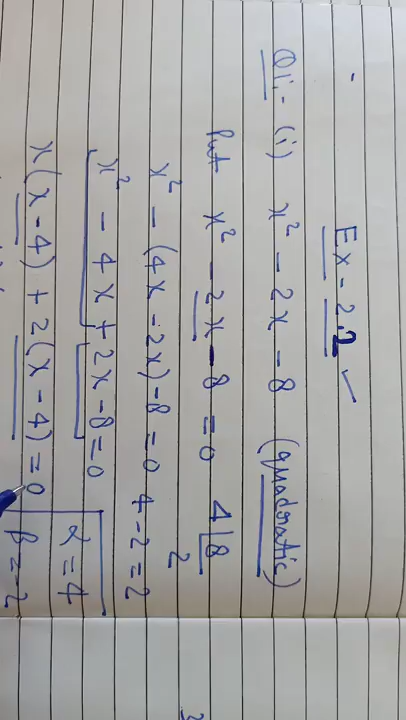 Ex-2.2 ✓
Q1.- (i) x² - 2x - 8 (quadratic)
Put x² - 2x - 8 = 0 4|8
2
x² - (4x - 2x) - 8 = 0 4-2=2
x² - 4x + 2x - 8 = 0
α = 4
x(x-4) + 2(x-4) = 0
β = -2